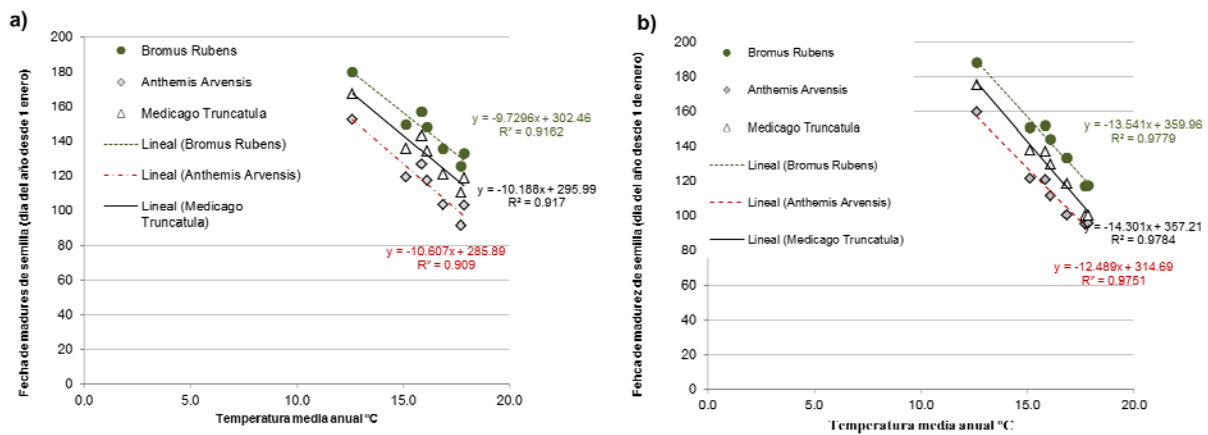 a)
Fecha de madures de semilla (dia del año desde 1 enero)
200
180
160
140
120
100
80
60
40
20
0
Bromus Rubens
Anthemis Arvensis
Medicago Truncatula
Lineal (Bromus Rubens)
Lineal (Anthemis Arvensis)
Lineal (Medicago
Truncatula)
y = -9.7296x + 302.46
R² = 0.9162
y = -10.188x + 295.99
R² = 0.917
y = -10.607x + 285.89
R² = 0.909
0.0
10.0
15.0
20.0
Temperatura media anual °C
b)
Fehca de madurez de semilla (día del año desde 1 de enero)
200
180
160
140
120
100
80
60
40
20
0
Bromus Rubens
Anthemis Arvensis
Medicago Truncatula
Lineal (Bromus Rubens)
Lineal (Anthemis Arvensis)
Lineal (Medicago Truncatula)
y = -13.541x + 359.96
R² = 0.9779
y = -14.301x + 357.21
R² = 0.9784
y = -12.489x + 314.69
R² = 0.9751
0.0
5.0
10.0
15.0
20.0
Temperatura media anual °C